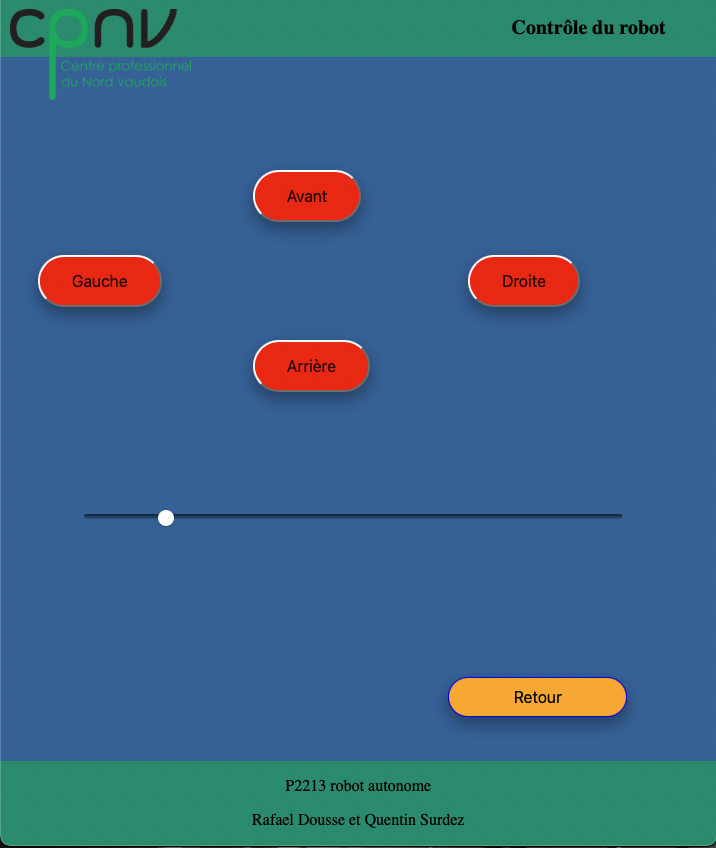 cpnv
Centre professionnel
du Nord vaudois
Contrôle du robot
Avant
Gauche
Droite
Arrière
Retour
P2213 robot autonome
Rafael Dousse et Quentin Surdez